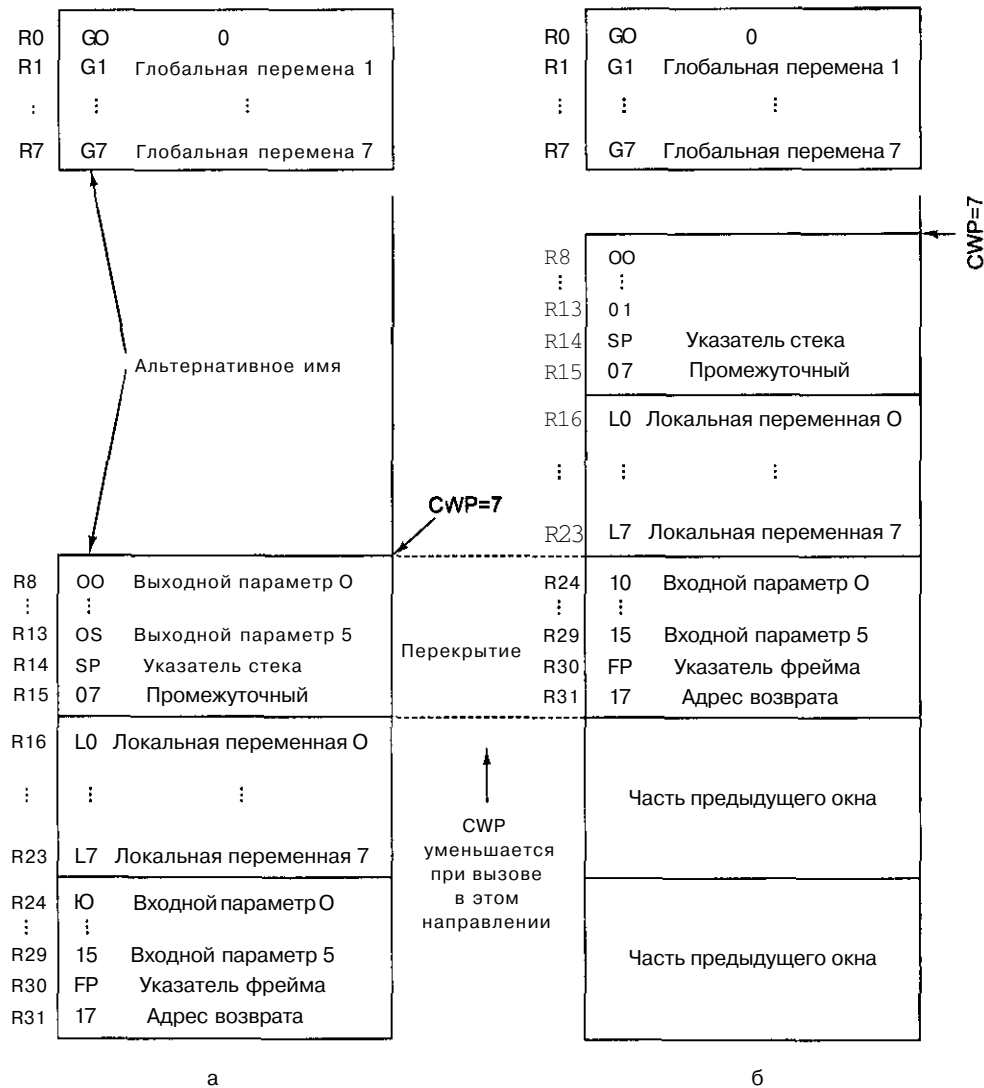 R0 GO 0
R1 G1 Глобальная перемена 1
R7 G7 Глобальная перемена 7
Альтернативное имя
CWP=7
R8 OO Выходной параметр O
R13 OS Выходной параметр 5
R14 SP Указатель стека
R15 07 Промежуточный
R16 L0 Локальная переменная O
R23 L7 Локальная переменная 7
R24 Ю Входной параметр O
R29 15 Входной параметр 5
R30 FP Указатель фрейма
R31 17 Адрес возврата
а
Перекрытие
CWP
уменьшается
при вызове
в этом
направлении
R0 GO 0
R1 G1 Глобальная перемена 1
R7 G7 Глобальная перемена 7
CWP=7
R8 OO
R13 01
R14 SP Указатель стека
R15 07 Промежуточный
R16 L0 Локальная переменная O
R23 L7 Локальная переменная 7
R24 10 Входной параметр O
R29 15 Входной параметр 5
R30 FP Указатель фрейма
R31 17 Адрес возврата
Часть предыдущего окна
Часть предыдущего окна
б